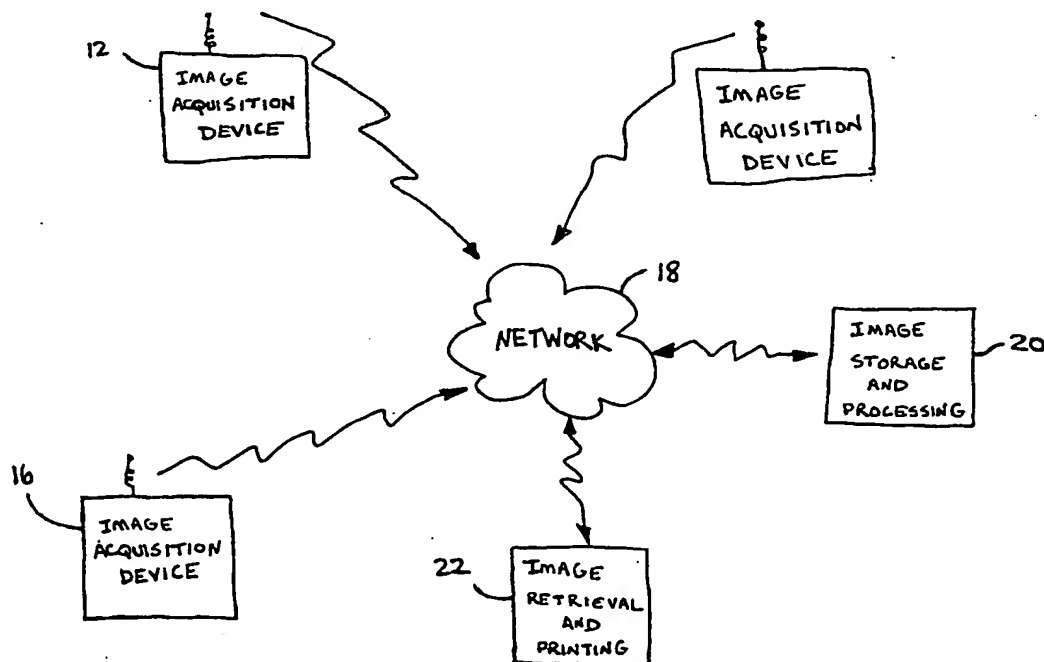 12
IMAGE
ACQUISITION
DEVICE
IMAGE
ACQUISITION
DEVICE
18
NETWORK
IMAGE
STORAGE
AND
PROCESSING
20
16
IMAGE
ACQUISITION
DEVICE
22
IMAGE
RETRIEVAL
AND
PRINTING